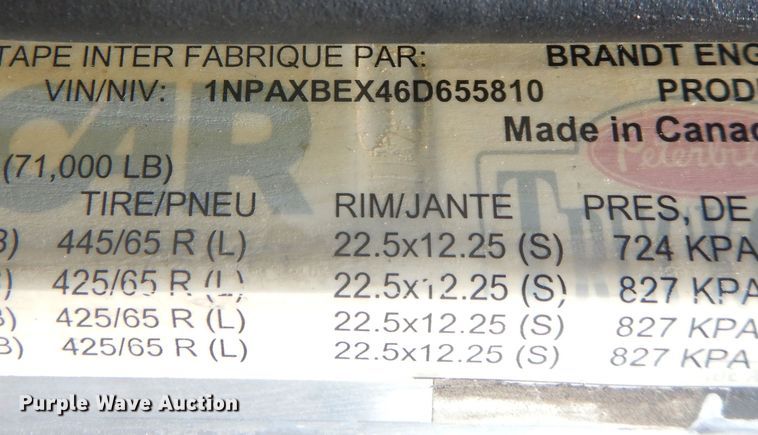 TAPE INTER FABRIQUE PAR: BRANDT ENG
VIN/NIV: 1NPAXBEX46D655810 PROD
Made in Canad
(71,000 LB)
TIRE/PNEU RIM/JANTE PRES, DE
B) 445/65 R (L) 22.5x12.25 (S) 724 KPA
) 425/65 R (L) 22.5x12.25 (S) 827 KPA
B) 425/65 R (L) 22.5x12.25 (S) 827 KPA
B) 425/65 R (L) 22.5x12.25 (S) 827 KPA
CAR
Peterbilt
Purple Wave Auction